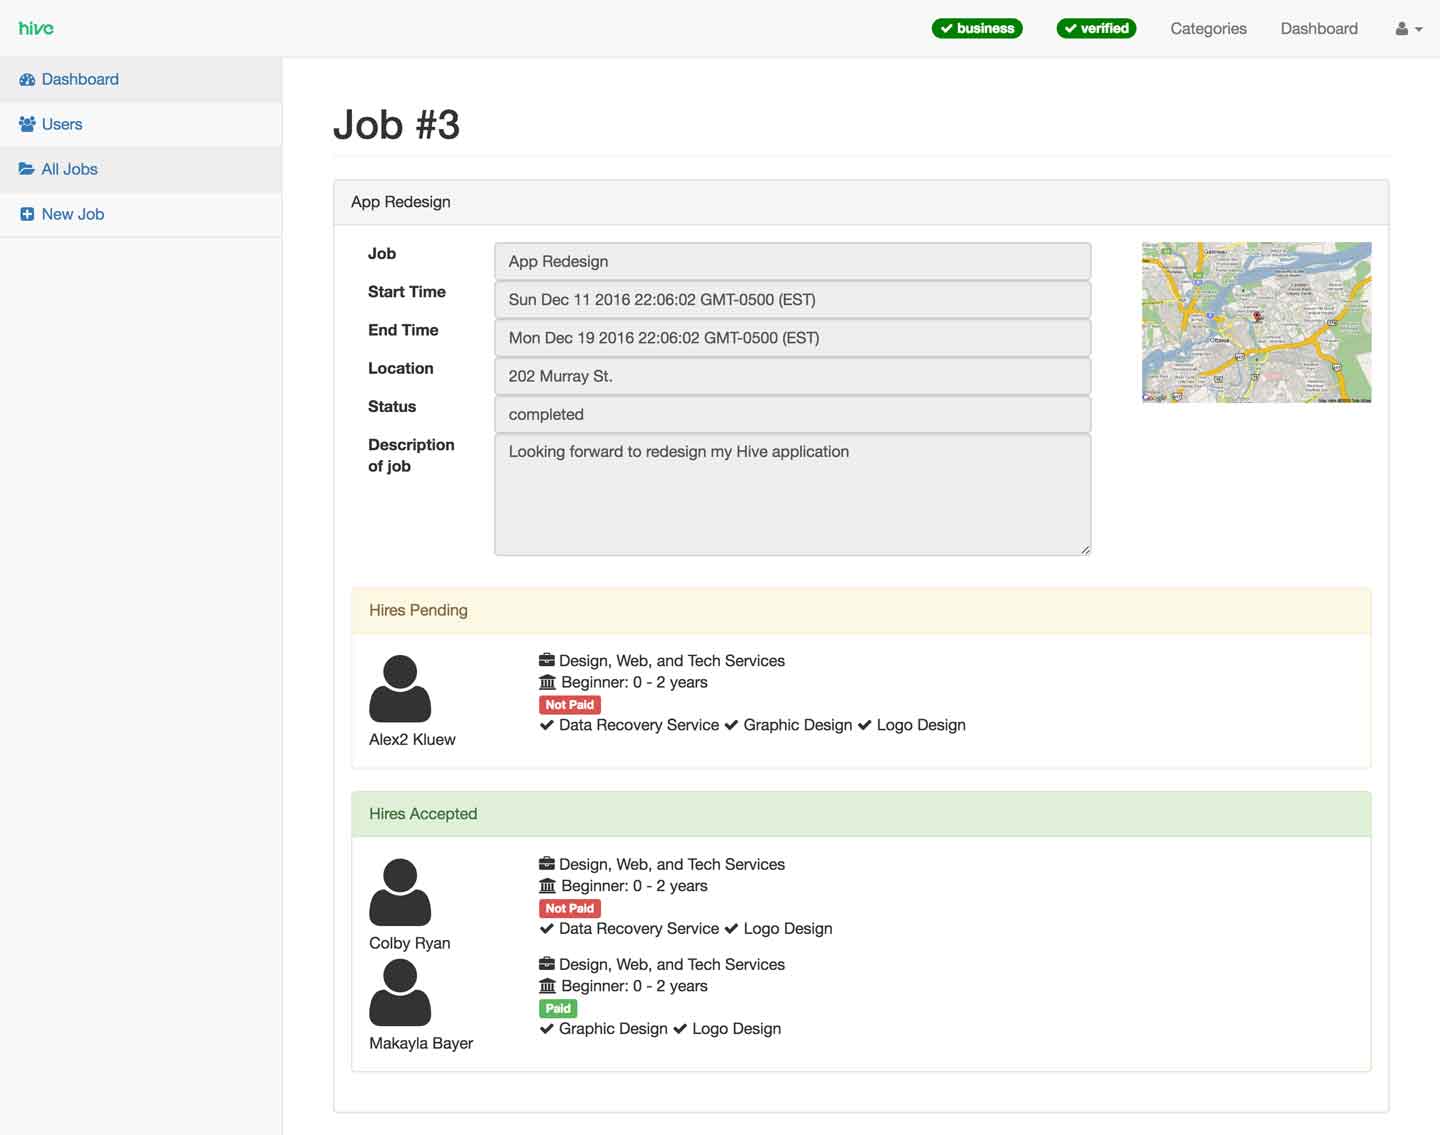 hive
business
verified
Categories
Dashboard
Dashboard
Users
All Jobs
New Job
Job #3
App Redesign
Job
App Redesign
Start Time
Sun Dec 11 2016 22:06:02 GMT-0500 (EST)
End Time
Mon Dec 19 2016 22:06:02 GMT-0500 (EST)
Location
202 Murray St.
Status
completed
Description
of job
Looking forward to redesign my Hive application
Google
Hires Pending
Design, Web, and Tech Services
Beginner: 0 - 2 years
Not Paid
Data Recovery Service Graphic Design Logo Design
Alex2 Kluew
Hires Accepted
Design, Web, and Tech Services
Beginner: 0 - 2 years
Not Paid
Data Recovery Service Logo Design
Colby Ryan
Design, Web, and Tech Services
Beginner: 0 - 2 years
Paid
Graphic Design Logo Design
Makayla Bayer